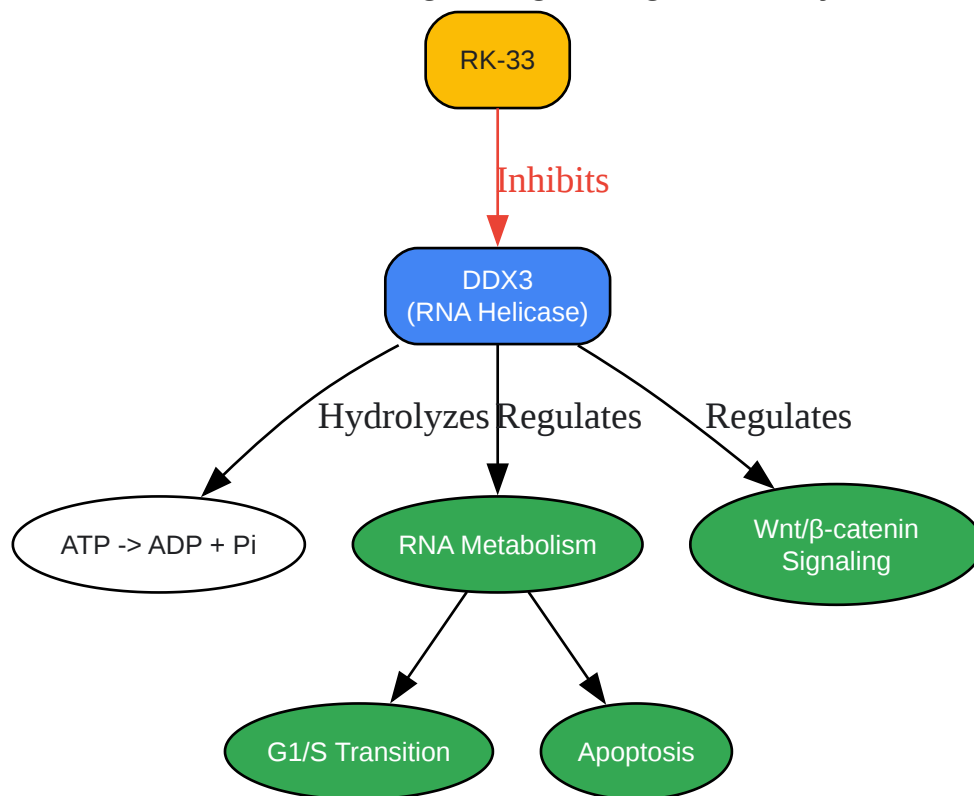 RK-33
Inhibits
DDX3
(RNA Helicase)
Hydrolyzes
Regulates
Regulates
ATP -> ADP + Pi
RNA Metabolism
Wnt/β-catenin
Signaling
G1/S Transition
Apoptosis